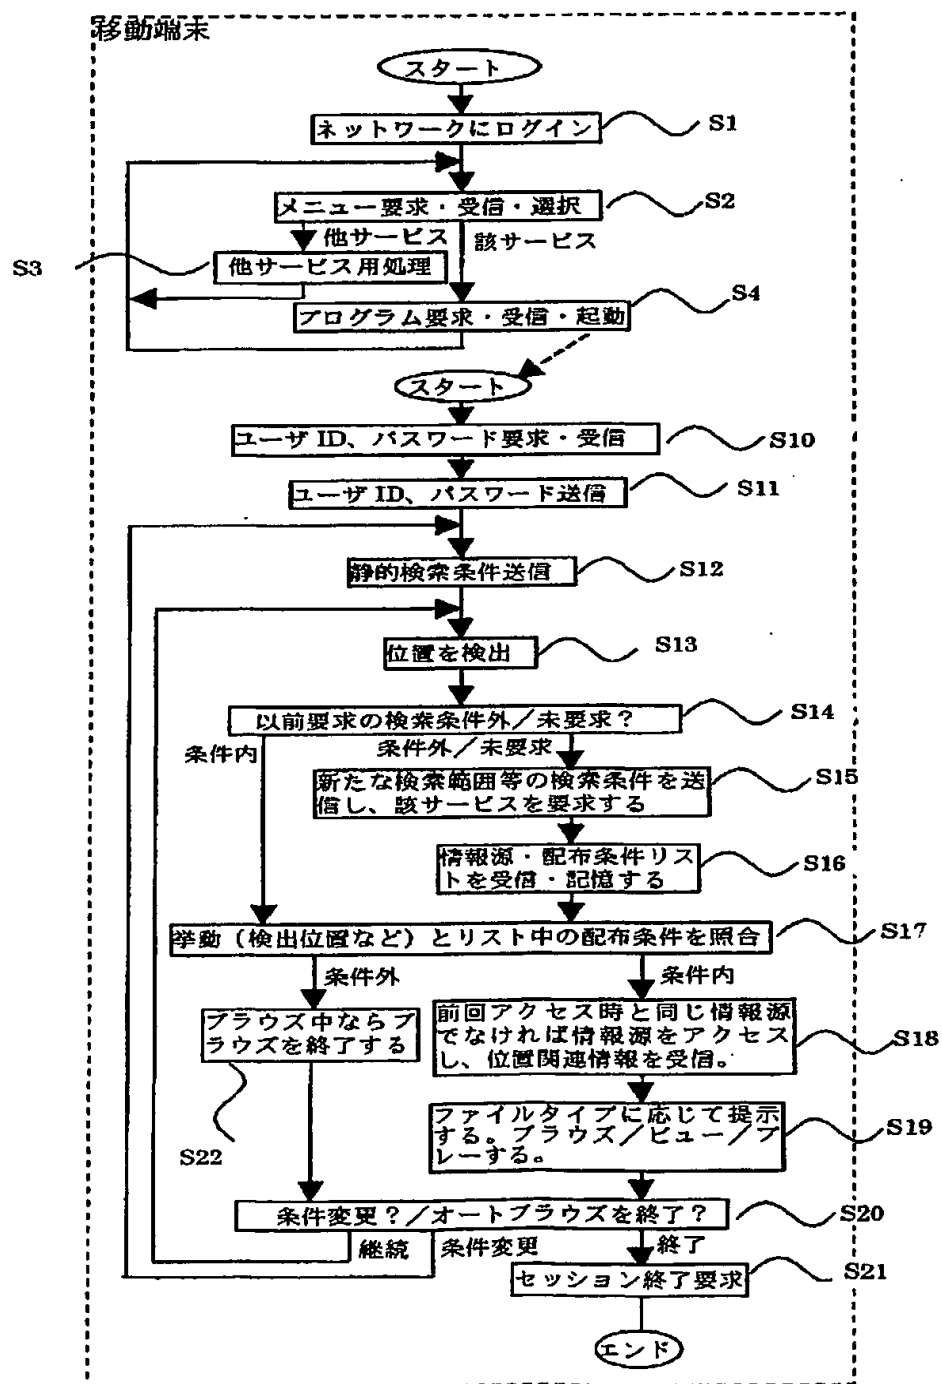 移動端末
スタート
ネットワークにログイン
S1
メニュー要求・受信・選択
S2
他サービス
該サービス
S3
他サービス用処理
プログラム要求・受信・起動
S4
スタート
ユーザID、パスワード要求・受信
S10
ユーザID、パスワード送信
S11
静的検索条件送信
S12
位置を検出
S13
以前要求の検索条件外/未要求?
S14
条件内
条件外/未要求
新たな検索範囲等の検索条件を送
信し、該サービスを要求する
S15
情報源・配布条件リス
トを受信・記憶する
S16
挙動(検出位置など)とリスト中の配布条件を照合
S17
条件外
条件内
ブラウズ中ならブ
ラウズを終了する
S22
前回アクセス時と同じ情報源
でなければ情報源をアクセス
し、位置関連情報を受信。
S18
ファイルタイプに応じて提示
する。ブラウズ/ビュー/プ
レーする。
S19
条件変更?/オートブラウズを終了?
S20
継続
条件変更
終了
セッション終了要求
S21
エンド